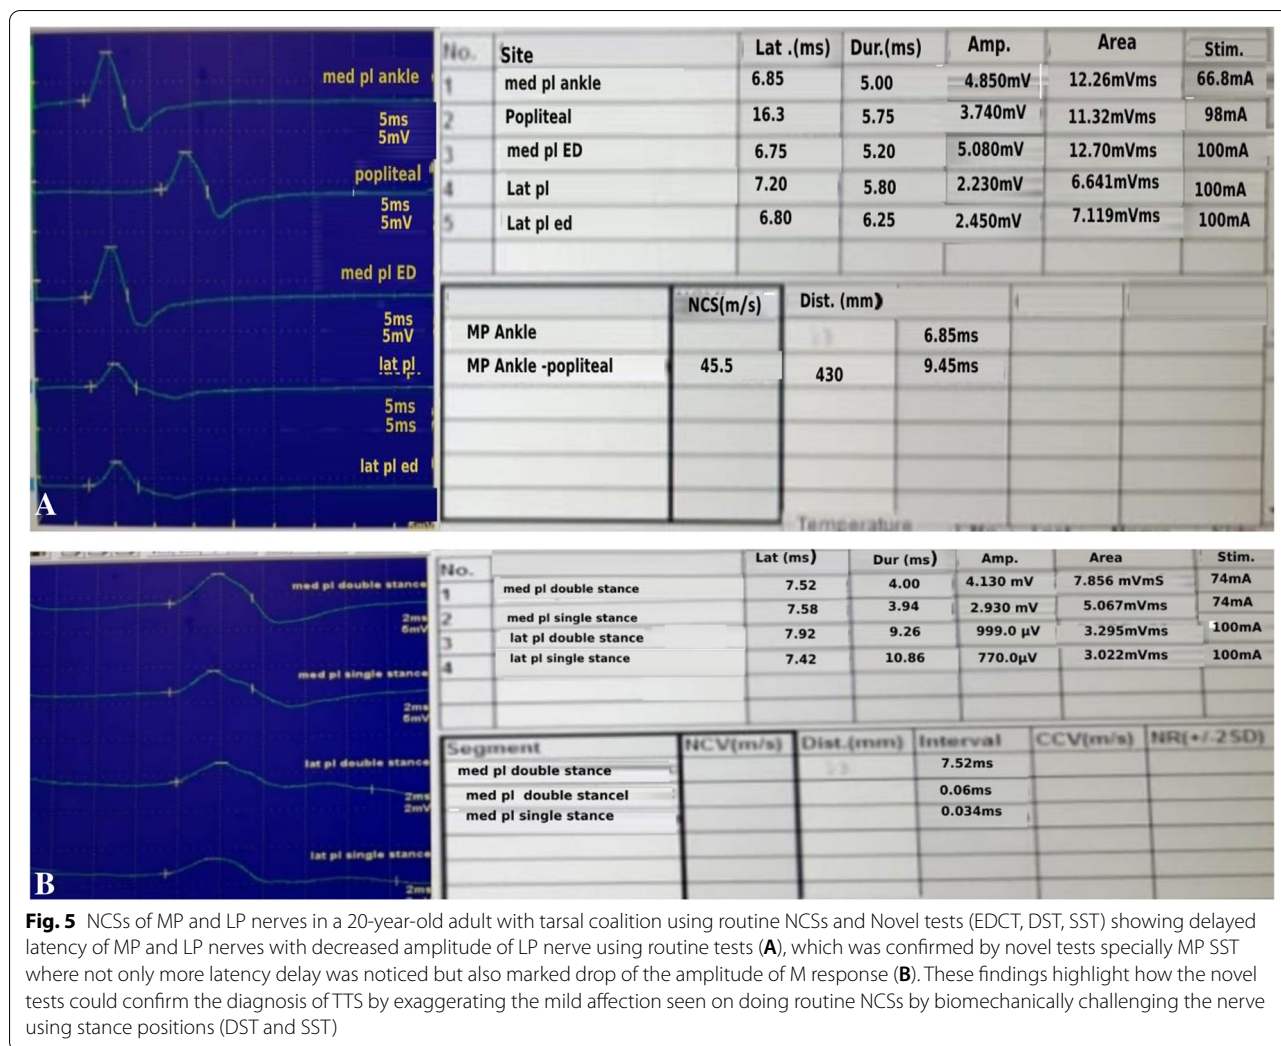 med pl ankle
5ms
5mV
popliteal
5ms
5mV
med pl ED
5ms
5mV
lat pl.
5ms
5ms
lat pl ed
A
No. Site Lat .(ms) Dur.(ms) Amp. Area Stim.
1 med pl ankle 6.85 5.00 4.850mV 12.26mVms 66.8mA
2 Popliteal 16.3 5.75 3.740mV 11.32mVms 98mA
3 med pl ED 6.75 5.20 5.080mV 12.70mVms 100mA
4 Lat pl 7.20 5.80 2.230mV 6.641mVms 100mA
5 Lat pl ed 6.80 6.25 2.450mV 7.119mVms 100mA
NCS(m/s) Dist. (mm)
MP Ankle 6.85ms
MP Ankle -popliteal 45.5 430 9.45ms
Temperature
med pl double stance
2ms
5mV
med pl single stance
2ms
5mV
lat pl double stance
2ms
2mV
lat pl single stance
2ms
B
No. Lat (ms) Dur (ms) Amp. Area Stim.
1 med pl double stance 7.52 4.00 4.130 mV 7.856 mVmS 74mA
2 med pl single stance 7.58 3.94 2.930 mV 5.067mVms 74mA
3 lat pl double stance 7.92 9.26 999.0 µV 3.295mVms 100mA
4 lat pl single stance 7.42 10.86 770.0µV 3.022mVms 100mA
Segment NCV(m/s) Dist.(mm) Interval CCV(m/s) NR(+/-2SD)
med pl double stance 7.52ms
med pl double stancel 0.06ms
med pl single stance 0.034ms
Fig. 5 NCSs of MP and LP nerves in a 20-year-old adult with tarsal coalition using routine NCSs and Novel tests (EDCT, DST, SST) showing delayed
latency of MP and LP nerves with decreased amplitude of LP nerve using routine tests (A), which was confirmed by novel tests specially MP SST
where not only more latency delay was noticed but also marked drop of the amplitude of M response (B). These findings highlight how the novel
tests could confirm the diagnosis of TTS by exaggerating the mild affection seen on doing routine NCSs by biomechanically challenging the nerve
using stance positions (DST and SST)